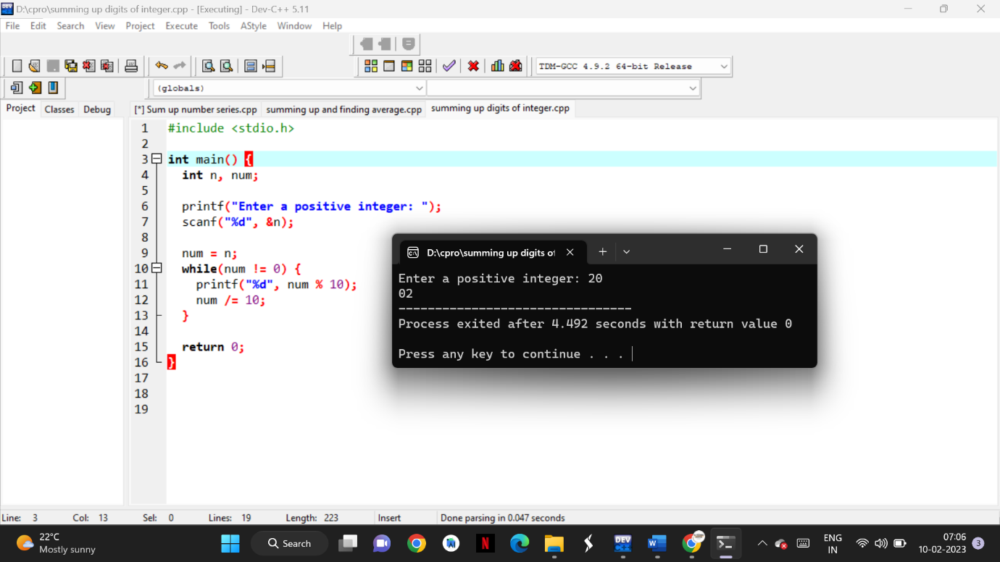 D:\cpro\summing up digits of integer.cpp - [Executing] - Dev-C++ 5.11
File Edit Search View Project Execute Tools AStyle Window Help
TDM-GCC 4.9.2 64-bit Release
(globals)
Project Classes Debug [*] Sum up number series.cpp summing up and finding average.cpp summing up digits of integer.cpp
1 #include <stdio.h>
2
3 int main() {
4 int n, num;
5
6 printf("Enter a positive integer: ");
7 scanf("%d", &n);
8
9 num = n;
10 while(num != 0) {
11 printf("%d", num % 10);
12 num /= 10;
13 }
14
15 return 0;
16 }
17
18
19
D:\cpro\summing up digits of
Enter a positive integer: 20
02
--------------------------------
Process exited after 4.492 seconds with return value 0
Press any key to continue . . .
Line: 3 Col: 13 Sel: 0 Lines: 19 Length: 223 Insert Done parsing in 0.047 seconds
22°C
Mostly sunny
Search
DEV
ENG
IN
07:06
10-02-2023
3